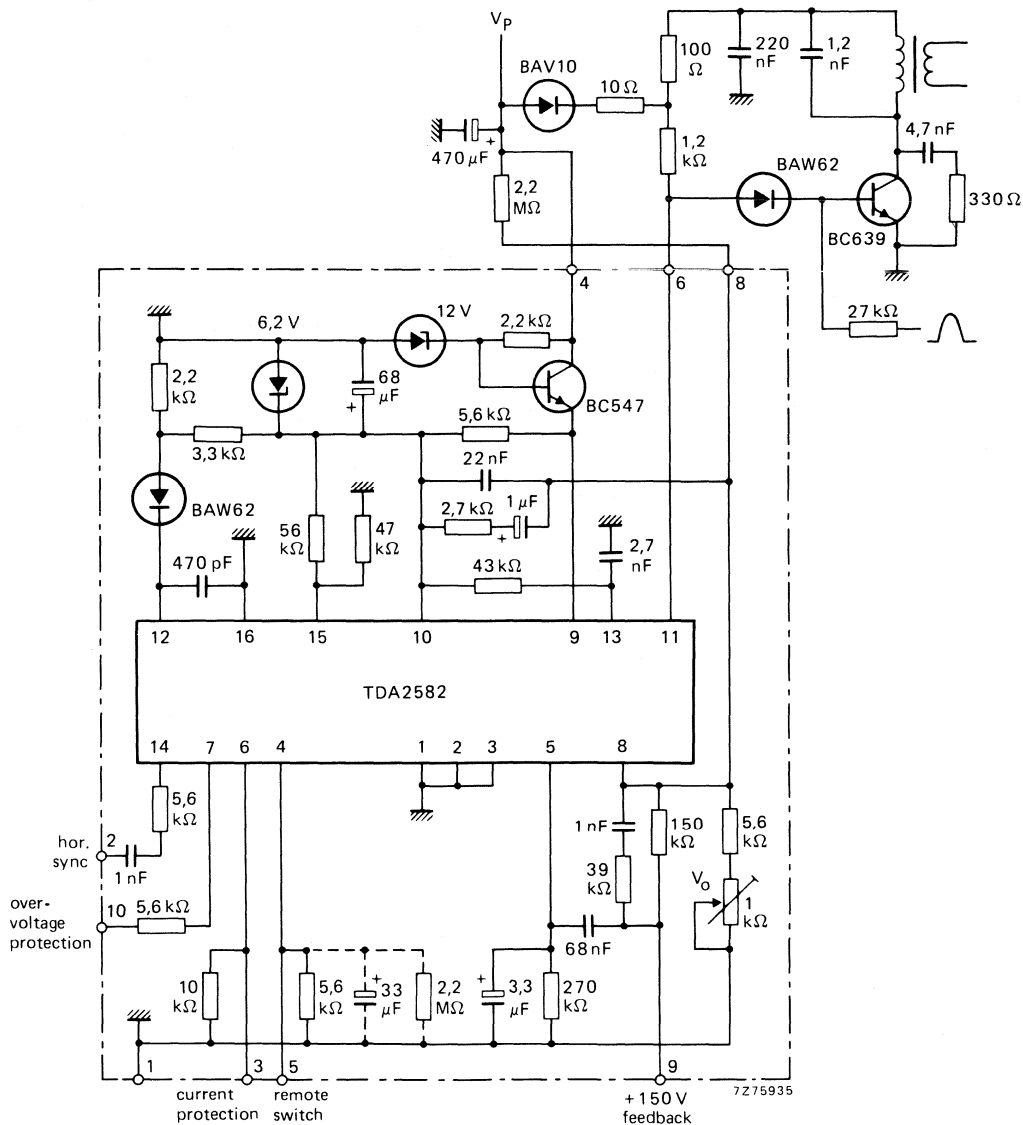 V_P
BAV10
10 Ω
100 Ω
220 nF
1,2 nF
470 µF
+
2,2 MΩ
1,2 kΩ
BAW62
4,7 nF
330 Ω
BC639
4
6
8
27 kΩ
6,2 V
12 V
2,2 kΩ
2,2 kΩ
68 µF
+
BC547
5,6 kΩ
3,3 kΩ
22 nF
BAW62
2,7 kΩ
1 µF
+
56 kΩ
47 kΩ
2,7 nF
470 pF
43 kΩ
12
16
15
10
9
13
11
TDA2582
14
7
6
4
1
2
3
5
8
5,6 kΩ
hor. sync
2
1 nF
over-
voltage
protection
10
5,6 kΩ
1 nF
150 kΩ
5,6 kΩ
39 kΩ
V_o
1 kΩ
68 nF
10 kΩ
5,6 kΩ
+
33 µF
2,2 MΩ
+
3,3 µF
270 kΩ
1
3
5
9
current
protection
remote
switch
+150 V
feedback
7Z75935